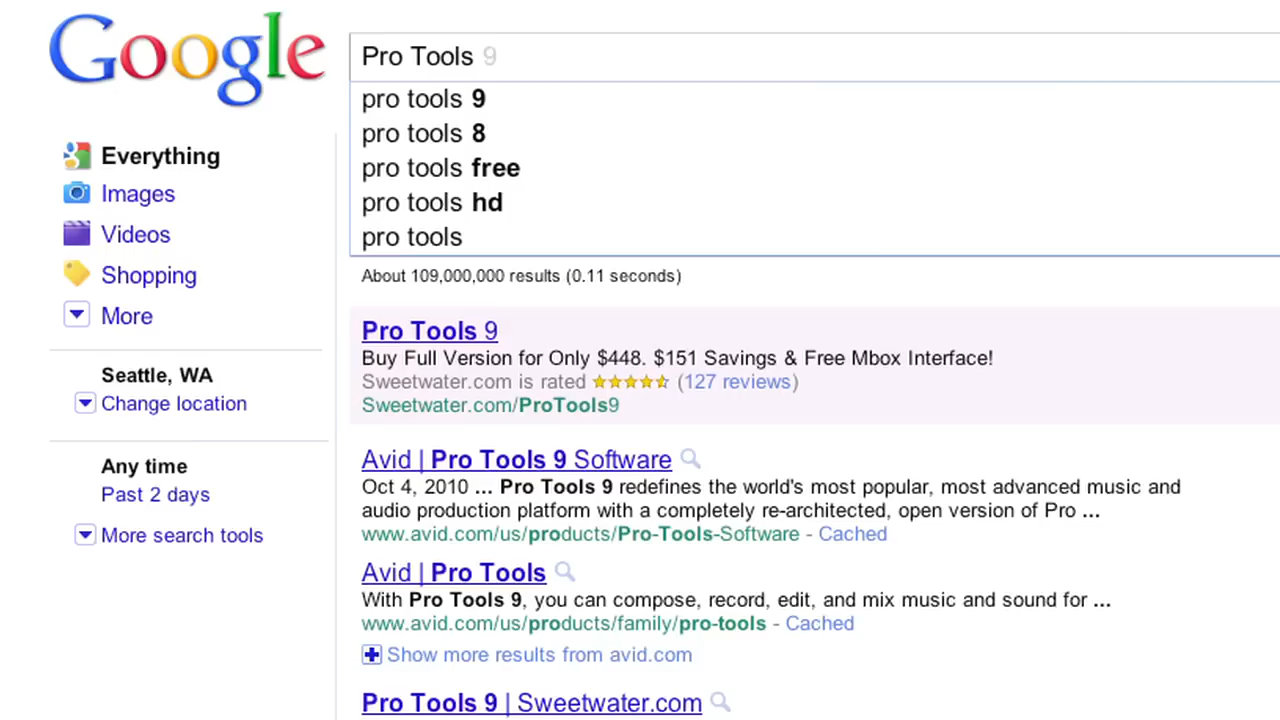 Google
Pro Tools 9
pro tools 9
pro tools 8
pro tools free
pro tools hd
pro tools
About 109,000,000 results (0.11 seconds)
Everything
Images
Videos
Shopping
More
Seattle, WA
Change location
Any time
Past 2 days
More search tools
Pro Tools 9
Buy Full Version for Only $448. $151 Savings & Free Mbox Interface!
Sweetwater.com is rated (127 reviews)
Sweetwater.com/ProTools9
Avid | Pro Tools 9 Software
Oct 4, 2010 ... Pro Tools 9 redefines the world's most popular, most advanced music and
audio production platform with a completely re-architected, open version of Pro ...
www.avid.com/us/products/Pro-Tools-Software - Cached
Avid | Pro Tools
With Pro Tools 9, you can compose, record, edit, and mix music and sound for ...
www.avid.com/us/products/family/pro-tools - Cached
Show more results from avid.com
Pro Tools 9 | Sweetwater.com